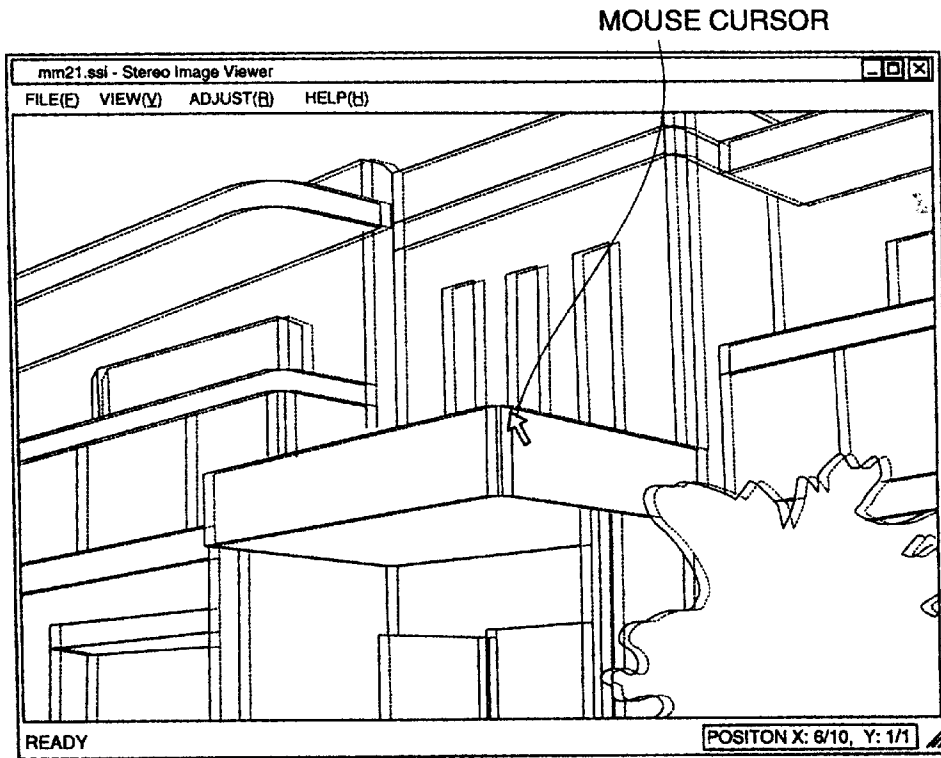 MOUSE CURSOR
mm21.ssi - Stereo Image Viewer
FILE(F) VIEW(V) ADJUST(R) HELP(H)
READY
POSITON X: 6/10, Y: 1/1